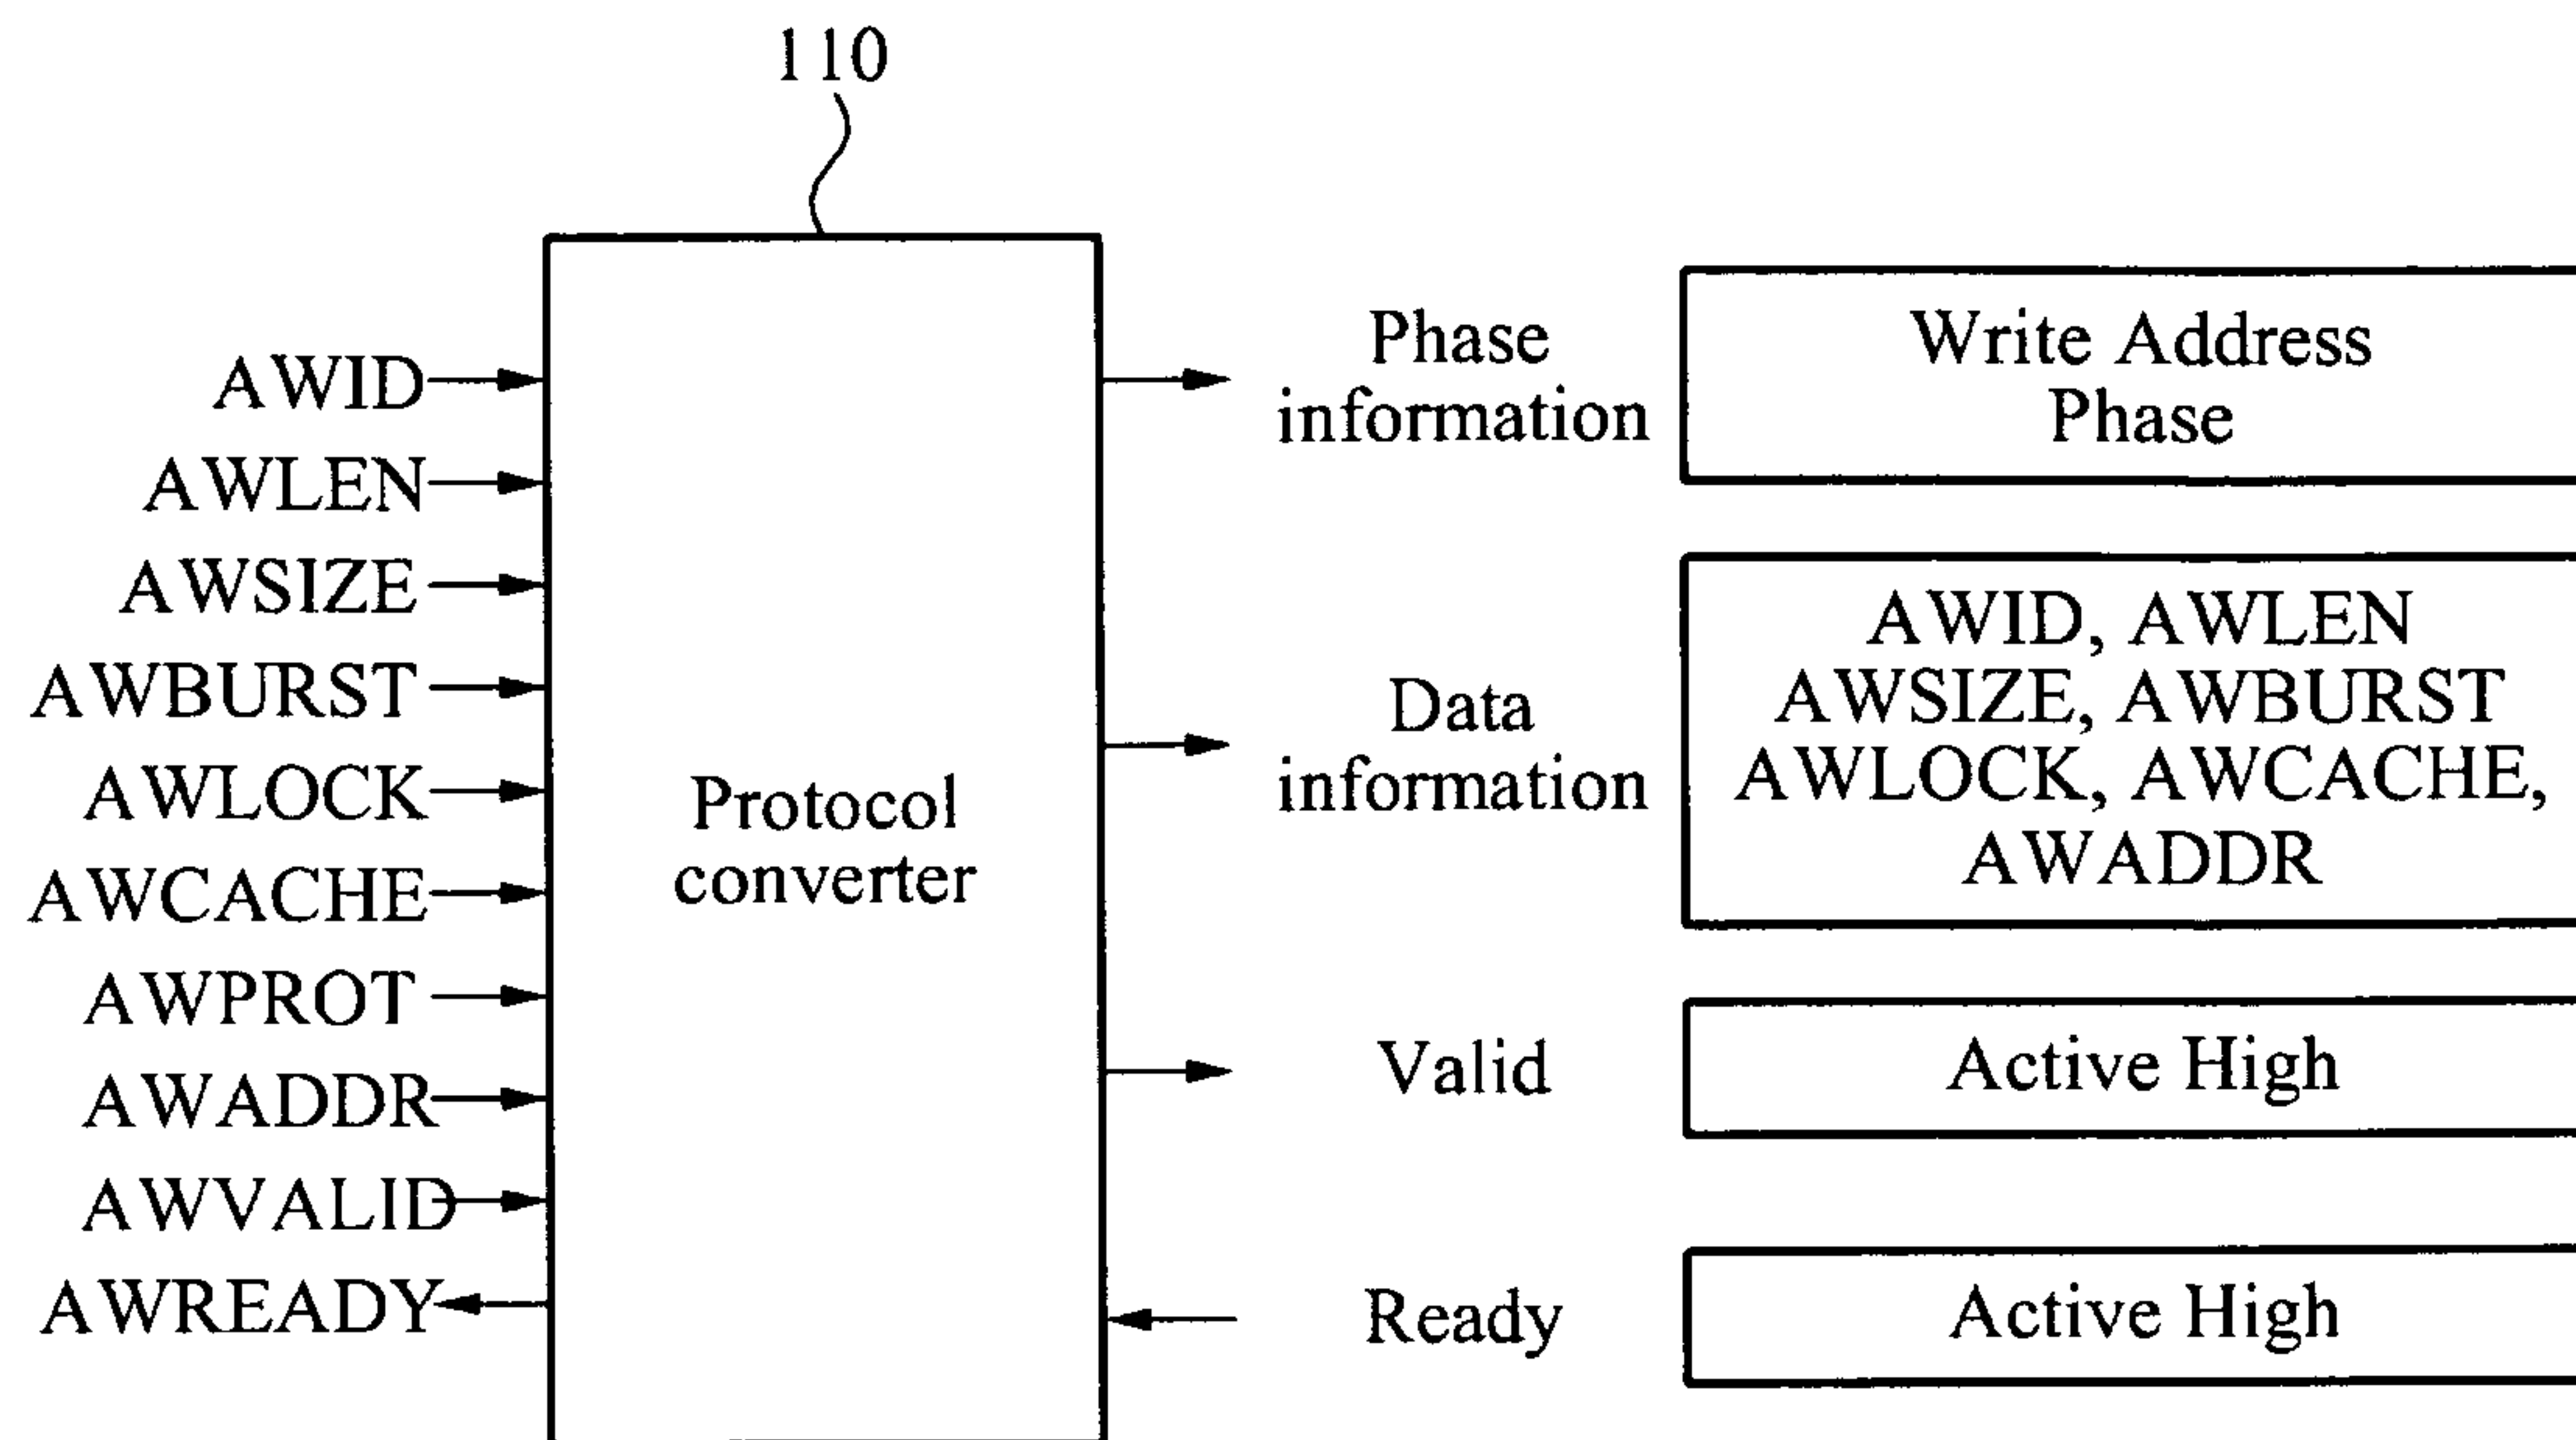 110
AWID
AWLEN
AWSIZE
AWBURST
AWLOCK
AWCACHE
AWPROT
AWADDR
AWVALID
AWREADY
Protocol
converter
Phase
information
Data
information
Valid
Ready
Write Address
Phase
AWID, AWLEN
AWSIZE, AWBURST
AWLOCK, AWCACHE,
AWADDR
Active High
Active High